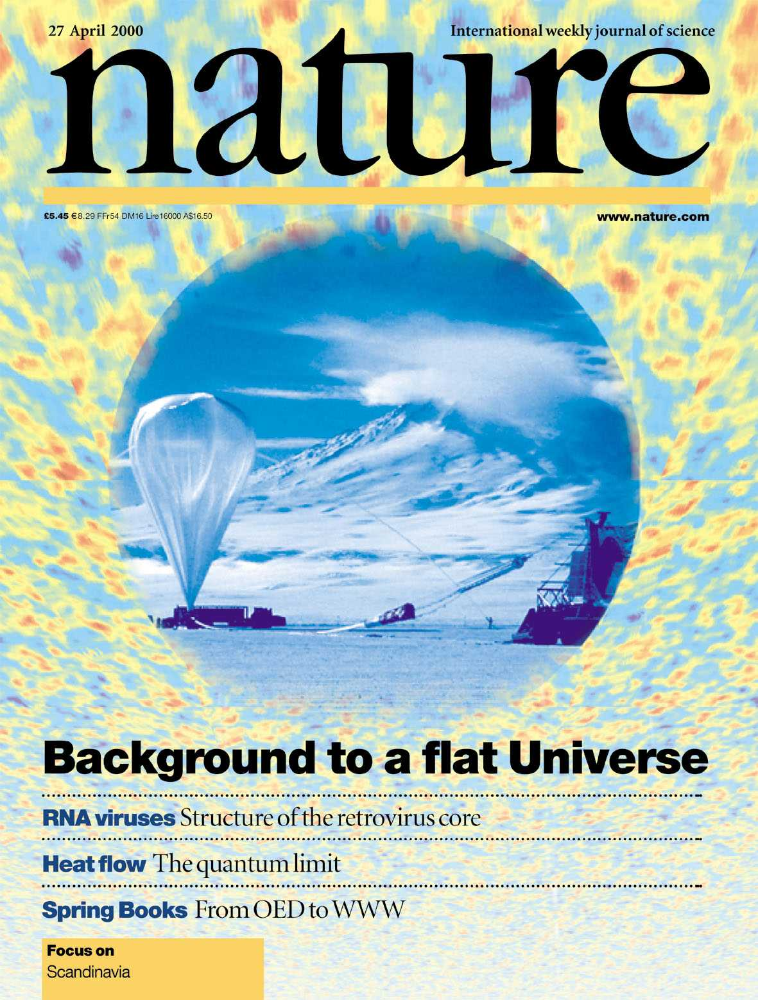 27 April 2000
International weekly journal of science
nature
£5.45 €8.29 FFr54 DM16 Lire16000 A$16.50
www.nature.com
Background to a flat Universe
RNA viruses Structure of the retrovirus core
Heat flow The quantum limit
Spring Books From OED to WWW
Focus on
Scandinavia